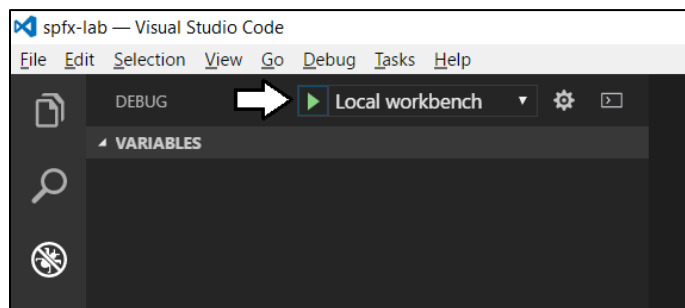 spfx-lab — Visual Studio Code
File Edit Selection View Go Debug Tasks Help
DEBUG Local workbench
VARIABLES